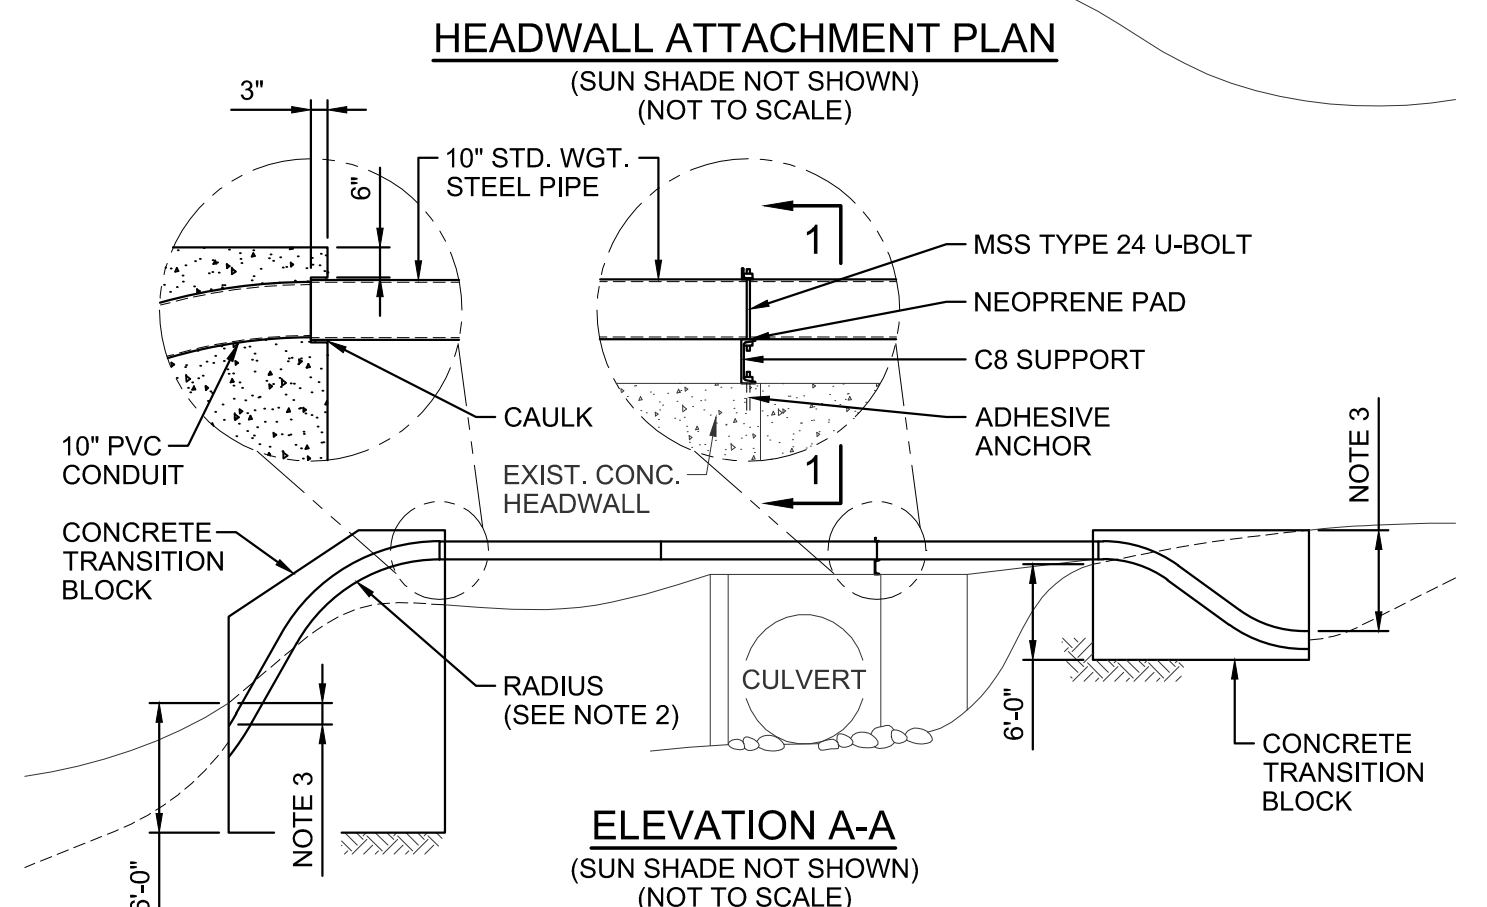 HEADWALL ATTACHMENT PLAN
(SUN SHADE NOT SHOWN)
(NOT TO SCALE)
3"
6"
10" STD. WGT.
STEEL PIPE
1
MSS TYPE 24 U-BOLT
NEOPRENE PAD
C8 SUPPORT
ADHESIVE
ANCHOR
1
CAULK
10" PVC
CONDUIT
EXIST. CONC.
HEADWALL
NOTE 3
CONCRETE
TRANSITION
BLOCK
RADIUS
(SEE NOTE 2)
CULVERT
6'-0"
CONCRETE
TRANSITION
BLOCK
NOTE 3
6'-0"
ELEVATION A-A
(SUN SHADE NOT SHOWN)
(NOT TO SCALE)